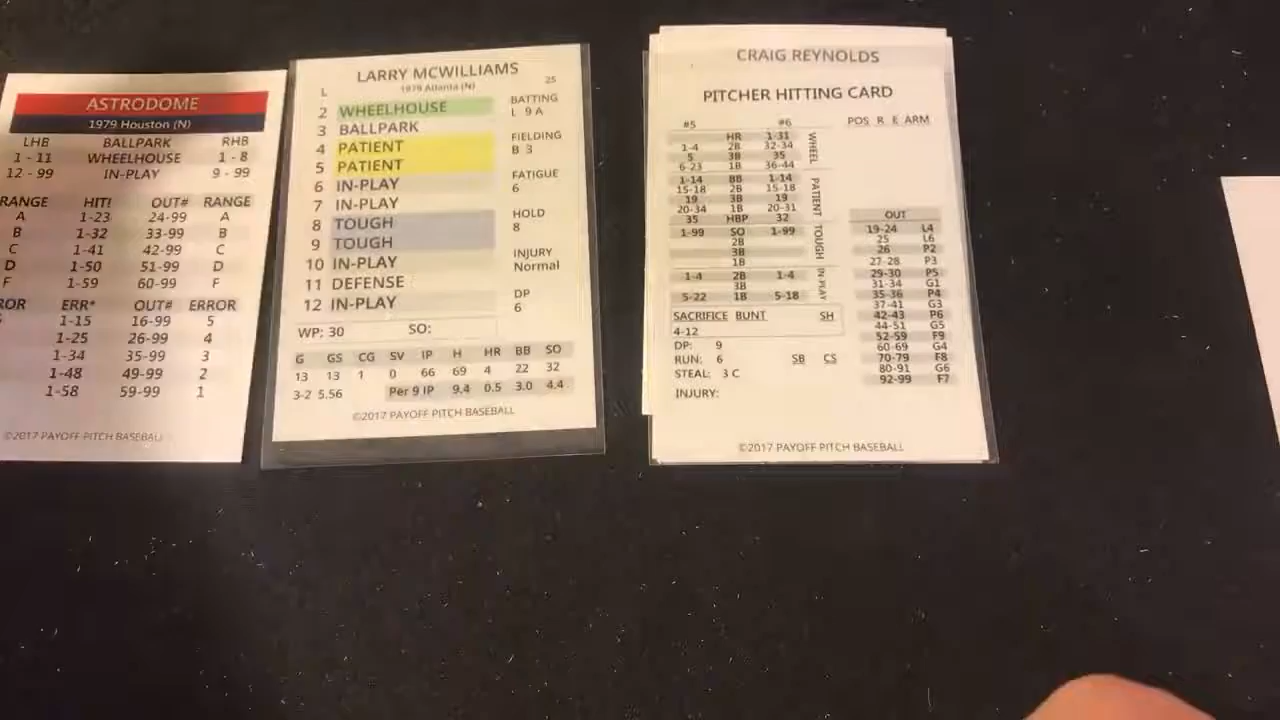 ASTRODOME
1979 Houston (N)
LHB BALLPARK RHB
1 - 11 WHEELHOUSE 1 - 8
12 - 99 IN-PLAY 9 - 99
RANGE HIT! OUT# RANGE
A 1-23 24-99 A
B 1-32 33-99 B
C 1-41 42-99 C
D 1-50 51-99 D
F 1-59 60-99 F
ROR ERR* OUT# ERROR
1-15 16-99 5
1-25 26-99 4
1-34 35-99 3
1-48 49-99 2
1-58 59-99 1
©2017 PAYOFF PITCH BASEBALL
LARRY MCWILLIAMS
1979 Atlanta (N)
25
L
2 WHEELHOUSE
3 BALLPARK
4 PATIENT
5 PATIENT
6 IN-PLAY
7 IN-PLAY
8 TOUGH
9 TOUGH
10 IN-PLAY
11 DEFENSE
12 IN-PLAY
BATTING
L 9 A
FIELDING
B 3
FATIGUE
6
HOLD
8
INJURY
Normal
DP
6
WP: 30 SO:
G GS CG SV IP H HR BB SO
13 13 1 0 66 69 4 22 32
3-2 5.56 Per 9 IP 9.4 0.5 3.0 4.4
©2017 PAYOFF PITCH BASEBALL
CRAIG REYNOLDS
PITCHER HITTING CARD
#5 #6 POS R E ARM
HR 1-31
1-4 2B 32-34
5 3B 35
6-23 1B 36-44
WHEEL
1-14 BB 1-14
15-18 2B 15-18
19 3B 19
20-34 1B 20-31
35 HBP 32
PATIENT
1-99 SO 1-99
2B
3B
1B
TOUGH
1-4 2B 1-4
3B
5-22 1B 5-18
IN PLAY
OUT
19-24 L4
25 L6
26 P2
27-28 P3
29-30 P5
31-34 G1
35-36 P4
37-41 G3
42-43 P6
44-51 G5
52-59 F9
60-69 G4
70-79 F8
80-91 G6
92-99 F7
SACRIFICE BUNT SH
4-12
DP: 9
RUN: 6 SB CS
STEAL: 3 C
INJURY:
©2017 PAYOFF PITCH BASEBALL